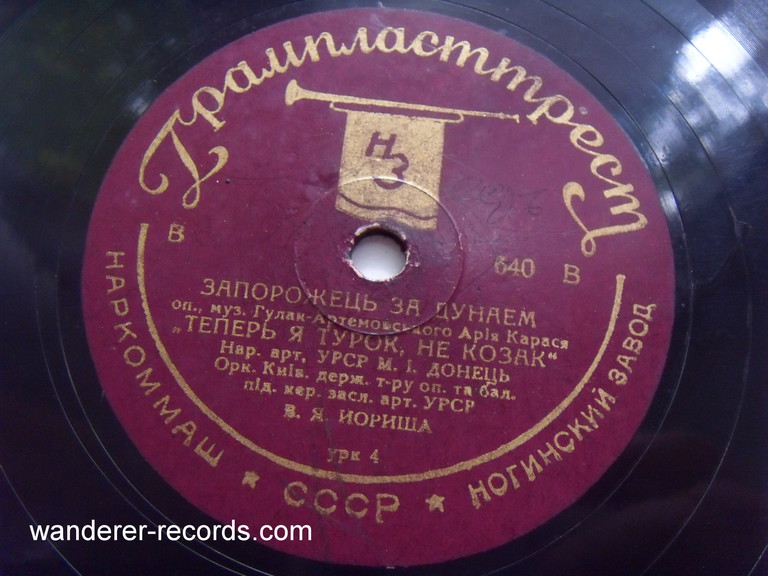 Грампласттрест
НЗ
В 640 В
ЗАПОРОЖЕЦЬ ЗА ДУНАЕМ
оп., муз. Гулак-Артемовського Арія Карася
„ТЕПЕРЬ Я ТУРОК, НЕ КОЗАК“
Нар. арт. УРСР М. І. ДОНЕЦЬ
Орк. Київ. держ. т-ру оп. та бал.
під. кер. засл. арт. УРСР
В. Я. ИОРИША
урк 4
НАРКОММАШ ★ СССР ★ НОГИНСКИЙ ЗАВОД
wanderer-records.com